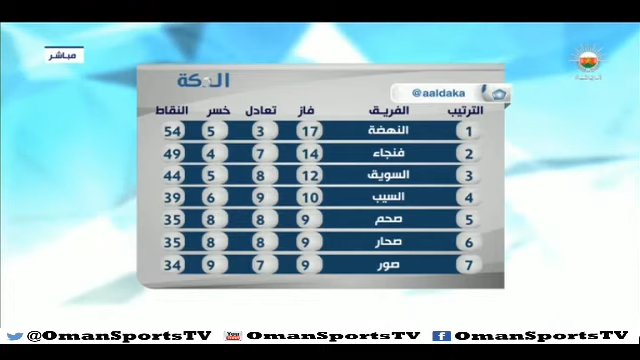 مباشر
الدكة
@aaldaka
الترتيب الفريق فاز تعادل خسر النقاط
1 النهضة 17 3 5 54
2 فنجاء 14 7 4 49
3 السويق 12 8 5 44
4 السيب 10 9 6 39
5 صحم 9 8 8 35
6 صحار 9 8 8 35
7 صور 9 7 9 34
@OmanSportsTV YouTube OmanSportsTV f OmanSportsTV